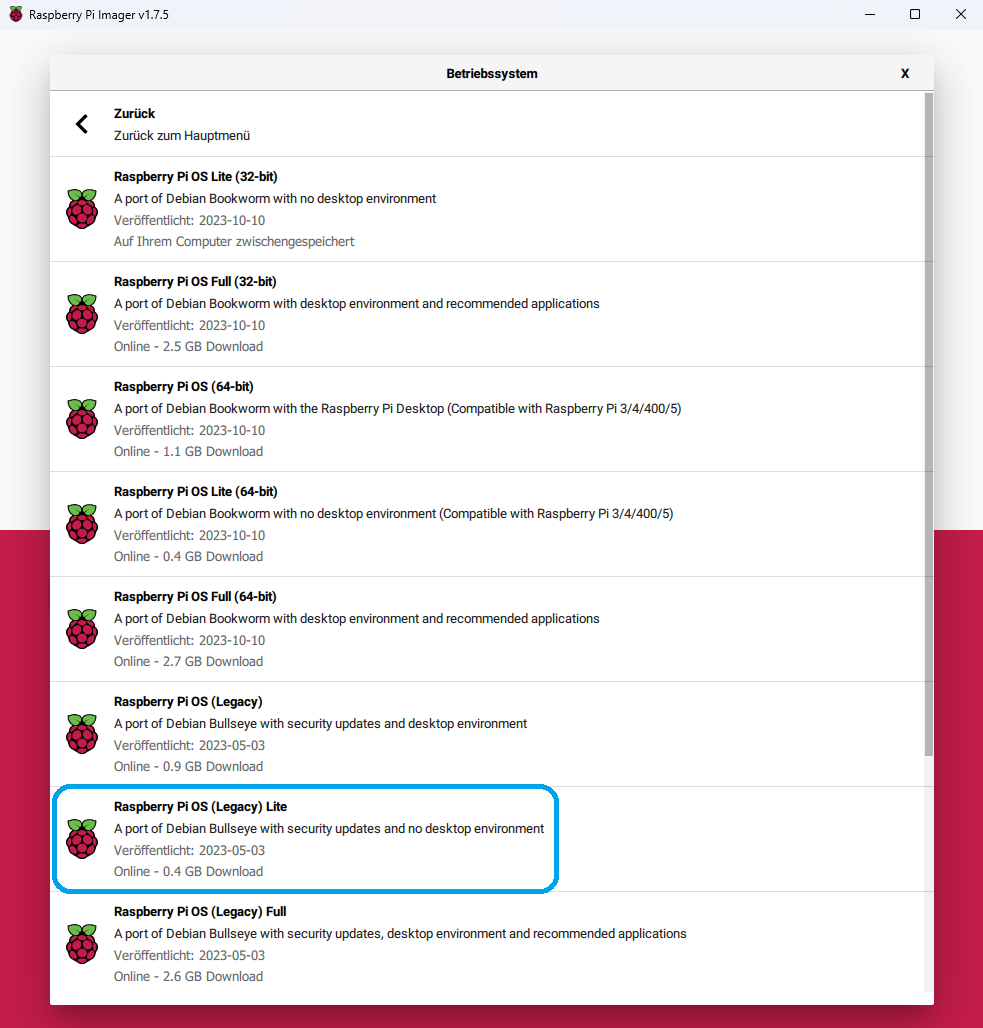 Raspberry Pi Imager v1.7.5
Betriebssystem
X
Zurück
Zurück zum Hauptmenü
Raspberry Pi OS Lite (32-bit)
A port of Debian Bookworm with no desktop environment
Veröffentlicht: 2023-10-10
Auf Ihrem Computer zwischengespeichert
Raspberry Pi OS Full (32-bit)
A port of Debian Bookworm with desktop environment and recommended applications
Veröffentlicht: 2023-10-10
Online - 2.5 GB Download
Raspberry Pi OS (64-bit)
A port of Debian Bookworm with the Raspberry Pi Desktop (Compatible with Raspberry Pi 3/4/400/5)
Veröffentlicht: 2023-10-10
Online - 1.1 GB Download
Raspberry Pi OS Lite (64-bit)
A port of Debian Bookworm with no desktop environment (Compatible with Raspberry Pi 3/4/400/5)
Veröffentlicht: 2023-10-10
Online - 0.4 GB Download
Raspberry Pi OS Full (64-bit)
A port of Debian Bookworm with desktop environment and recommended applications
Veröffentlicht: 2023-10-10
Online - 2.7 GB Download
Raspberry Pi OS (Legacy)
A port of Debian Bullseye with security updates and desktop environment
Veröffentlicht: 2023-05-03
Online - 0.9 GB Download
Raspberry Pi OS (Legacy) Lite
A port of Debian Bullseye with security updates and no desktop environment
Veröffentlicht: 2023-05-03
Online - 0.4 GB Download
Raspberry Pi OS (Legacy) Full
A port of Debian Bullseye with security updates, desktop environment and recommended applications
Veröffentlicht: 2023-05-03
Online - 2.6 GB Download